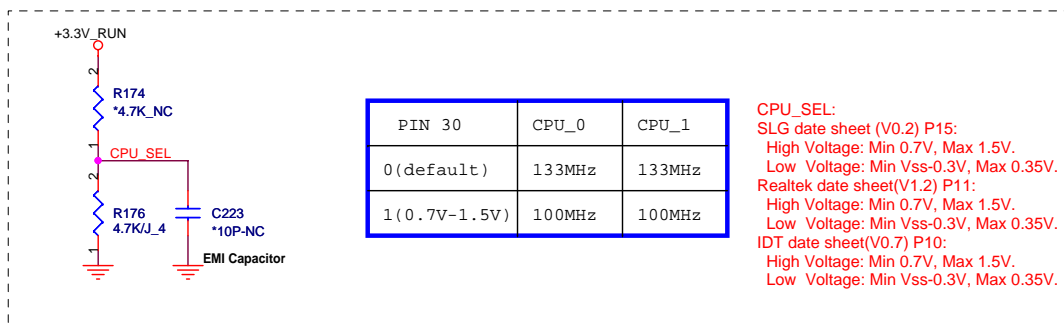 +3.3V_RUN
2
R174
*4.7K_NC
1
CPU_SEL
2
R176
4.7K/J_4
1
C223
*10P-NC
EMI Capacitor
PIN 30 CPU_0 CPU_1
0(default) 133MHz 133MHz
1(0.7V-1.5V) 100MHz 100MHz
CPU_SEL:
SLG date sheet (V0.2) P15:
High Voltage: Min 0.7V, Max 1.5V.
Low Voltage: Min Vss-0.3V, Max 0.35V.
Realtek date sheet(V1.2) P11:
High Voltage: Min 0.7V, Max 1.5V.
Low Voltage: Min Vss-0.3V, Max 0.35V.
IDT date sheet(V0.7) P10:
High Voltage: Min 0.7V, Max 1.5V.
Low Voltage: Min Vss-0.3V, Max 0.35V.